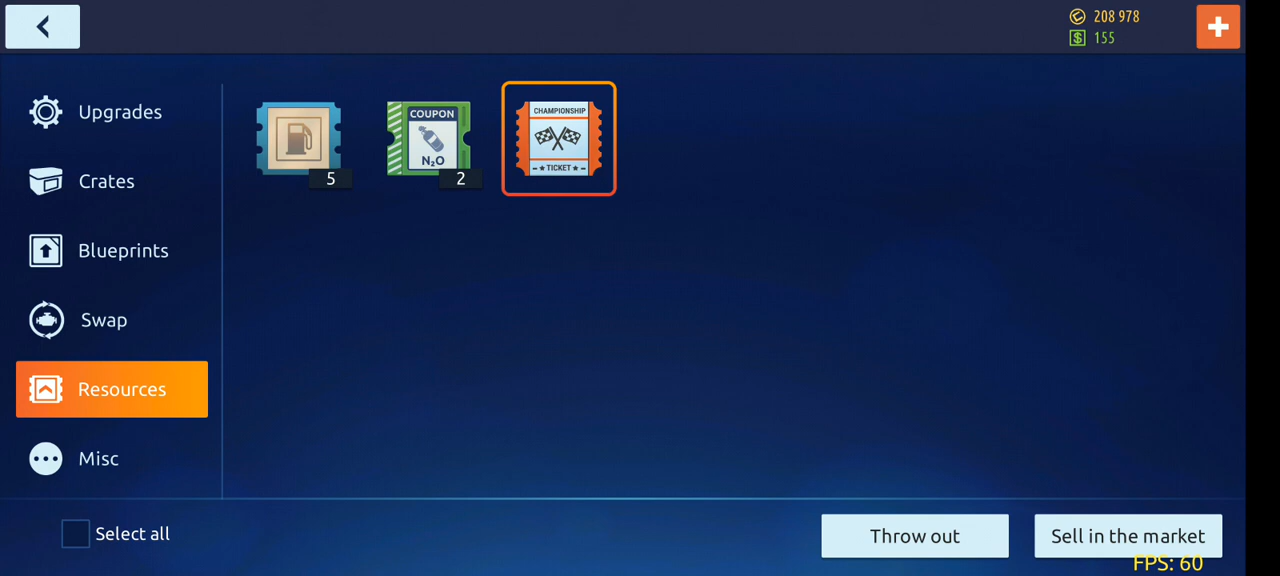 208 978
155
Upgrades
Crates
Blueprints
Swap
Resources
Misc
5
COUPON
N₂O
2
CHAMPIONSHIP
TICKET
Select all
Throw out
Sell in the market
FPS: 60